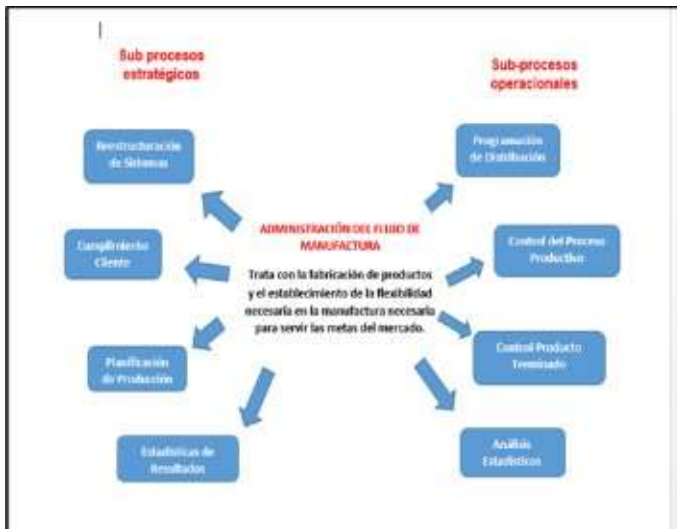 Sub procesos
estratégicos
Sub-procesos
operacionales
Reestructuración
de Sistemas
Programación
de Distribución
ADMINISTRACIÓN DEL FLUJO DE
MANUFACTURA
Cumplimiento
Cliente
Control del Proceso
Productivo
Trata con la fabricación de productos
y el establecimiento de la flexibilidad
necesaria en la manufactura necesaria
para servir las metas del mercado.
Planificación
de Producción
Control Producto
Terminado
Estadísticas de
Resultados
Análisis
Estadísticos